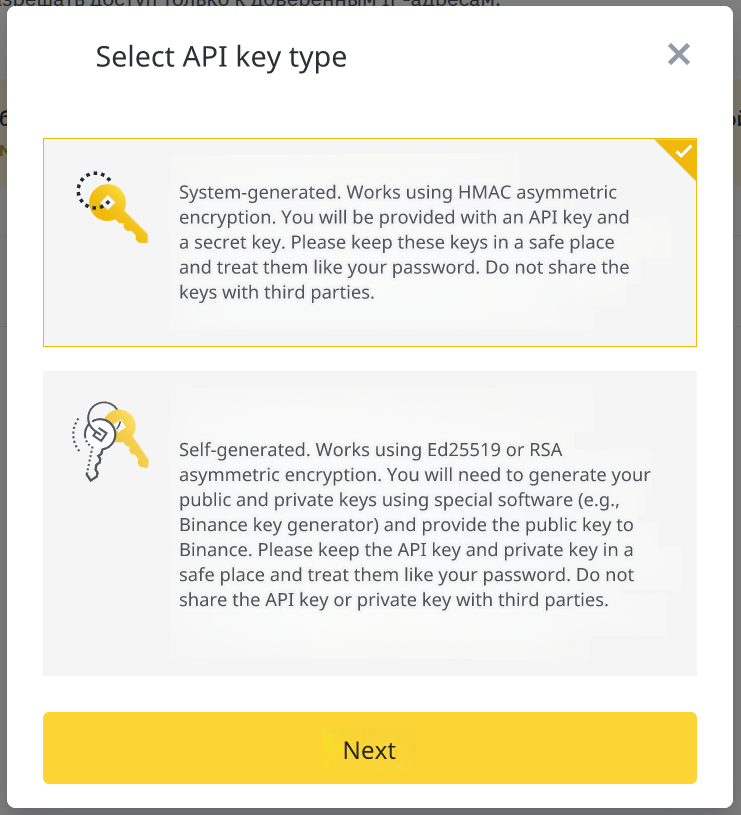 зрешать доступ только к доверенным IP-адресам.
Select API key type
System-generated. Works using HMAC asymmetric
encryption. You will be provided with an API key and
a secret key. Please keep these keys in a safe place
and treat them like your password. Do not share the
keys with third parties.
Self-generated. Works using Ed25519 or RSA
asymmetric encryption. You will need to generate your
public and private keys using special software (e.g.,
Binance key generator) and provide the public key to
Binance. Please keep the API key and private key in a
safe place and treat them like your password. Do not
share the API key or private key with third parties.
Next